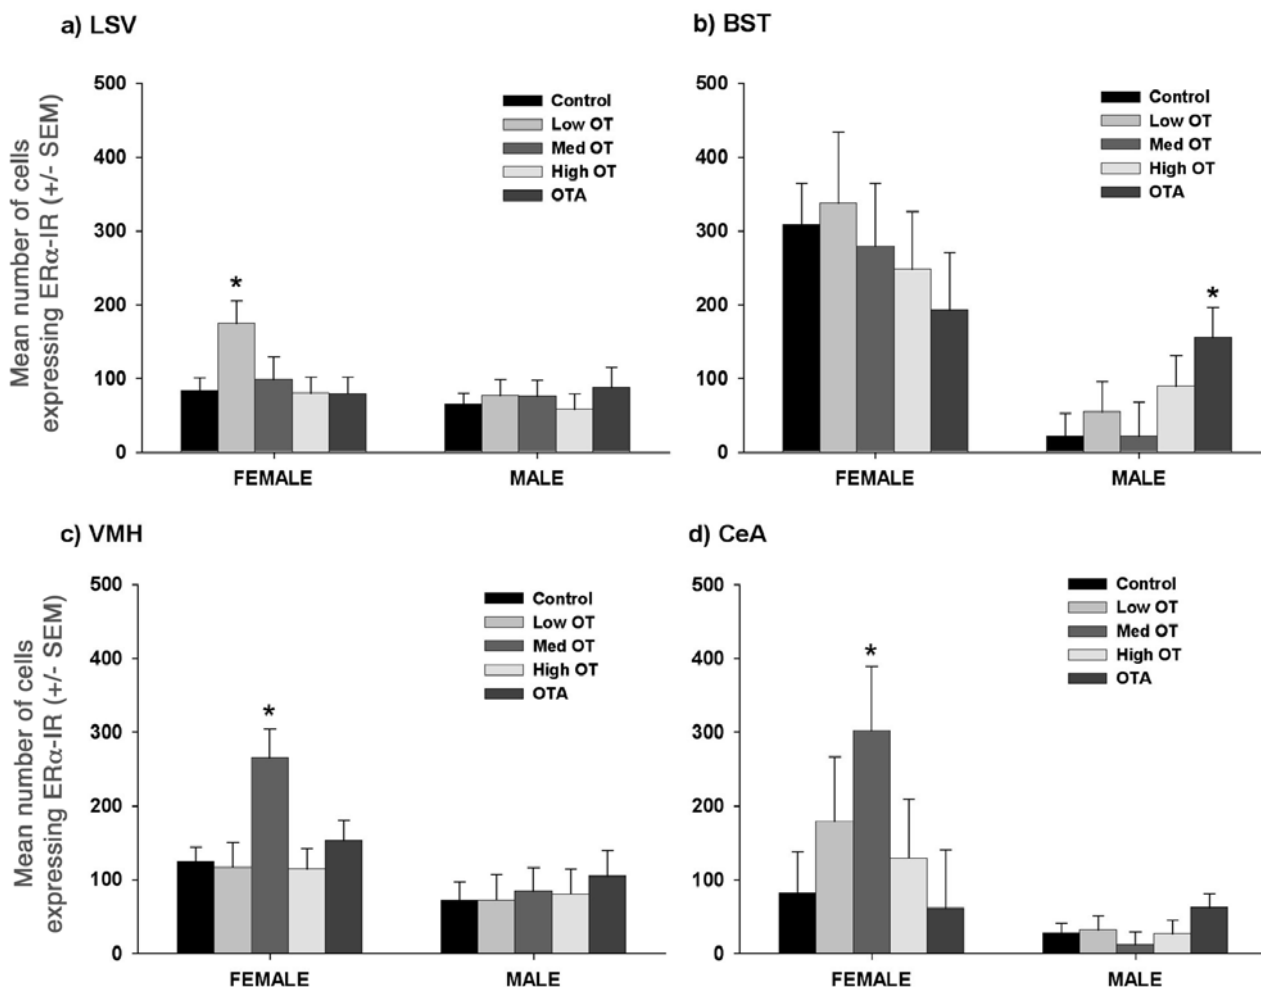 a) LSV
Mean number of cells
expressing ERα-IR (+/- SEM)
500
400
300
200
100
0
Control
Low OT
Med OT
High OT
OTA
*
FEMALE
MALE
b) BST
500
400
300
200
100
0
Control
Low OT
Med OT
High OT
OTA
*
FEMALE
MALE
c) VMH
Mean number of cells
expressing ERα-IR (+/- SEM)
500
400
300
200
100
0
Control
Low OT
Med OT
High OT
OTA
*
FEMALE
MALE
d) CeA
500
400
300
200
100
0
Control
Low OT
Med OT
High OT
OTA
*
FEMALE
MALE